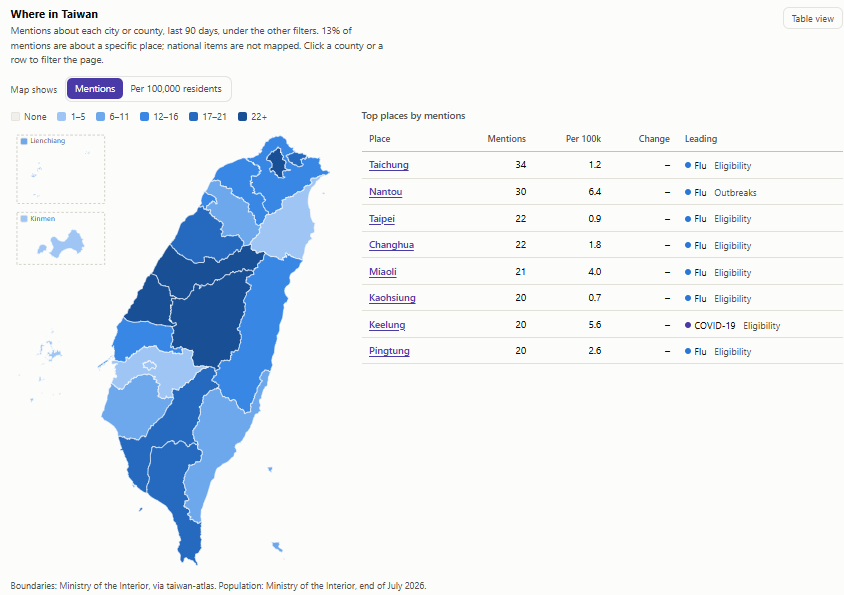 Where in Taiwan
Table view
Mentions about each city or county, last 90 days, under the other filters. 13% of
mentions are about a specific place; national items are not mapped. Click a county or a
row to filter the page.
Map shows Mentions Per 100,000 residents
None 1–5 6–11 12–16 17–21 22+
Lienchiang
Kinmen
Top places by mentions
Place Mentions Per 100k Change Leading
Taichung 34 1.2 – Flu Eligibility
Nantou 30 6.4 – Flu Outbreaks
Taipei 22 0.9 – Flu Eligibility
Changhua 22 1.8 – Flu Eligibility
Miaoli 21 4.0 – Flu Eligibility
Kaohsiung 20 0.7 – Flu Eligibility
Keelung 20 5.6 – COVID-19 Eligibility
Pingtung 20 2.6 – Flu Eligibility
Boundaries: Ministry of the Interior, via taiwan-atlas. Population: Ministry of the Interior, end of July 2026.